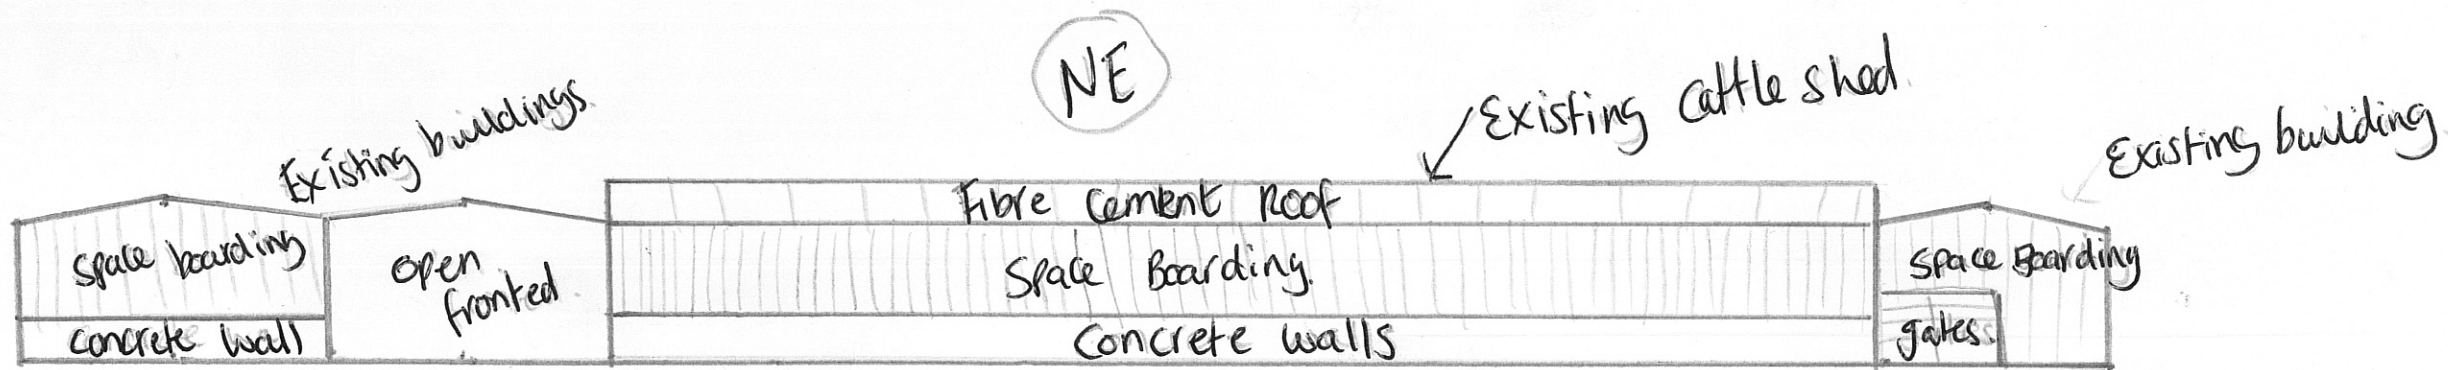 NE
Existing buildings.
Existing cattle shed.
Existing building
space boarding
concrete wall
open
fronted
Fibre Cement Roof
Space Boarding.
Concrete walls
Space Boarding
gates.